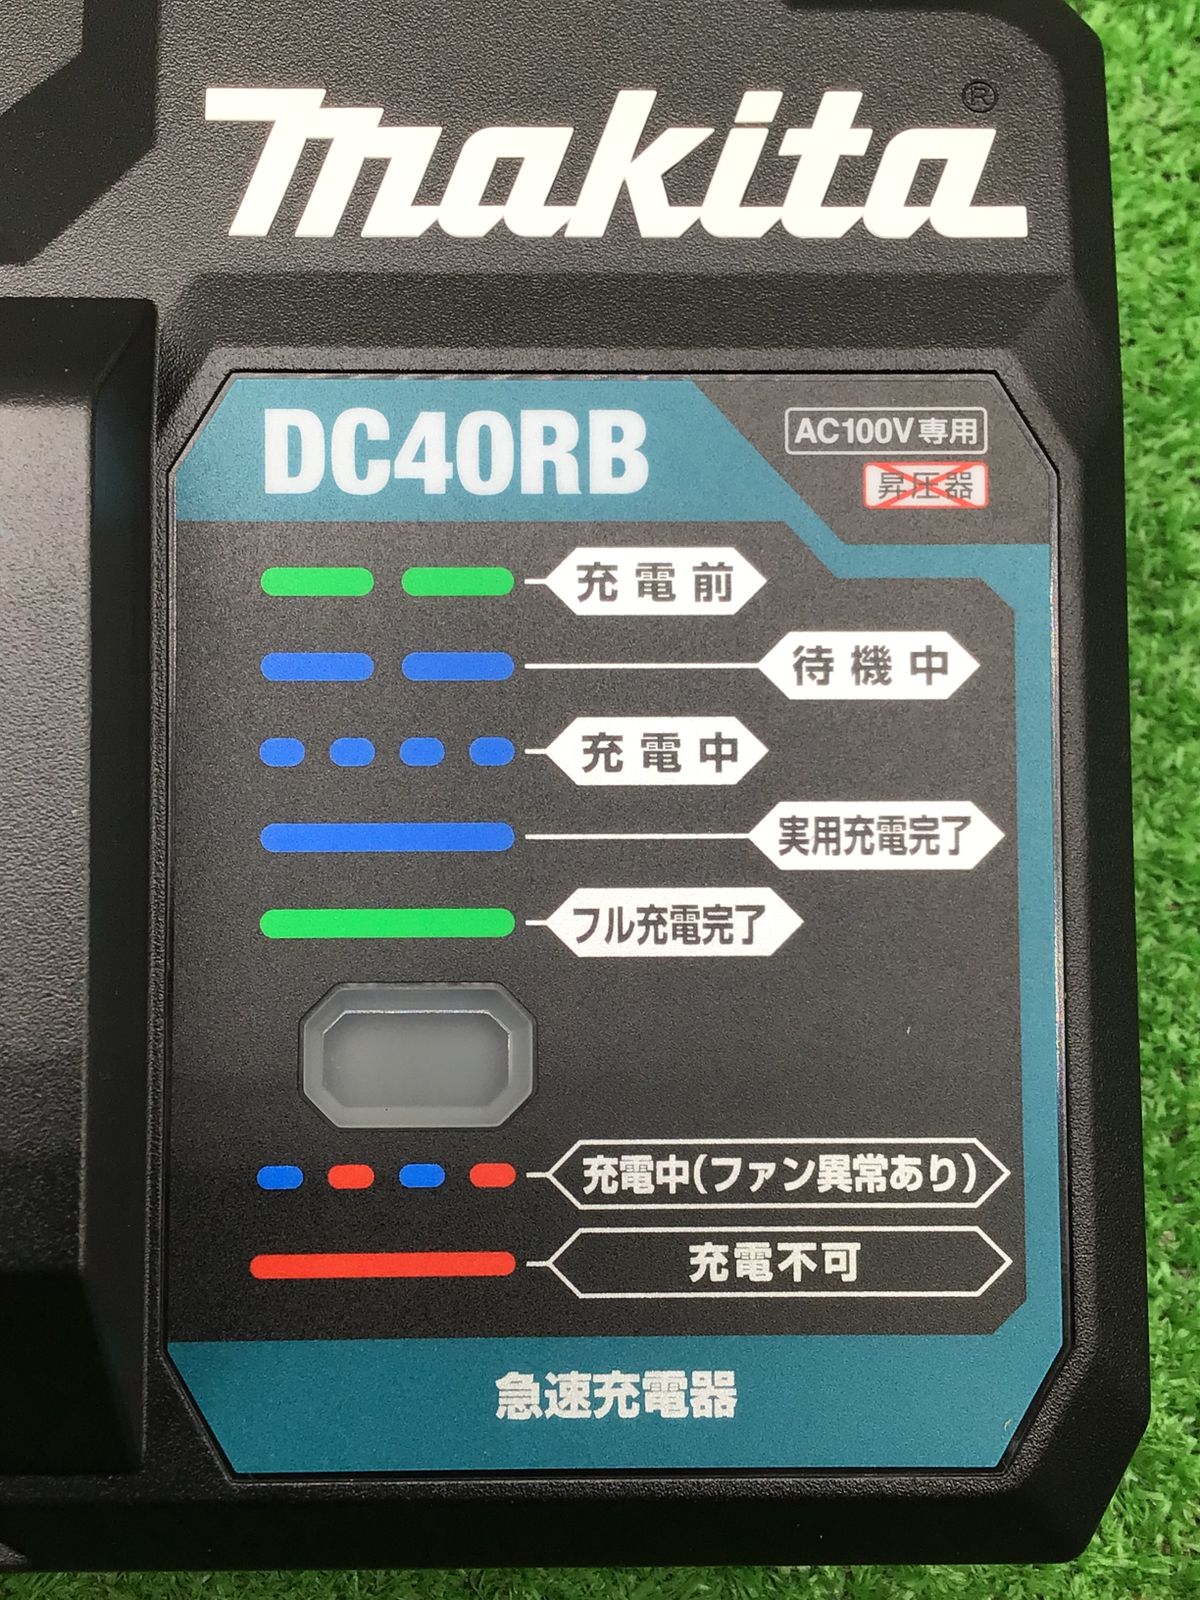 makita®
DC40RB
AC100V専用
昇圧器
充電前
待機中
充電中
実用充電完了
フル充電完了
充電中(ファン異常あり)
充電不可
急速充電器